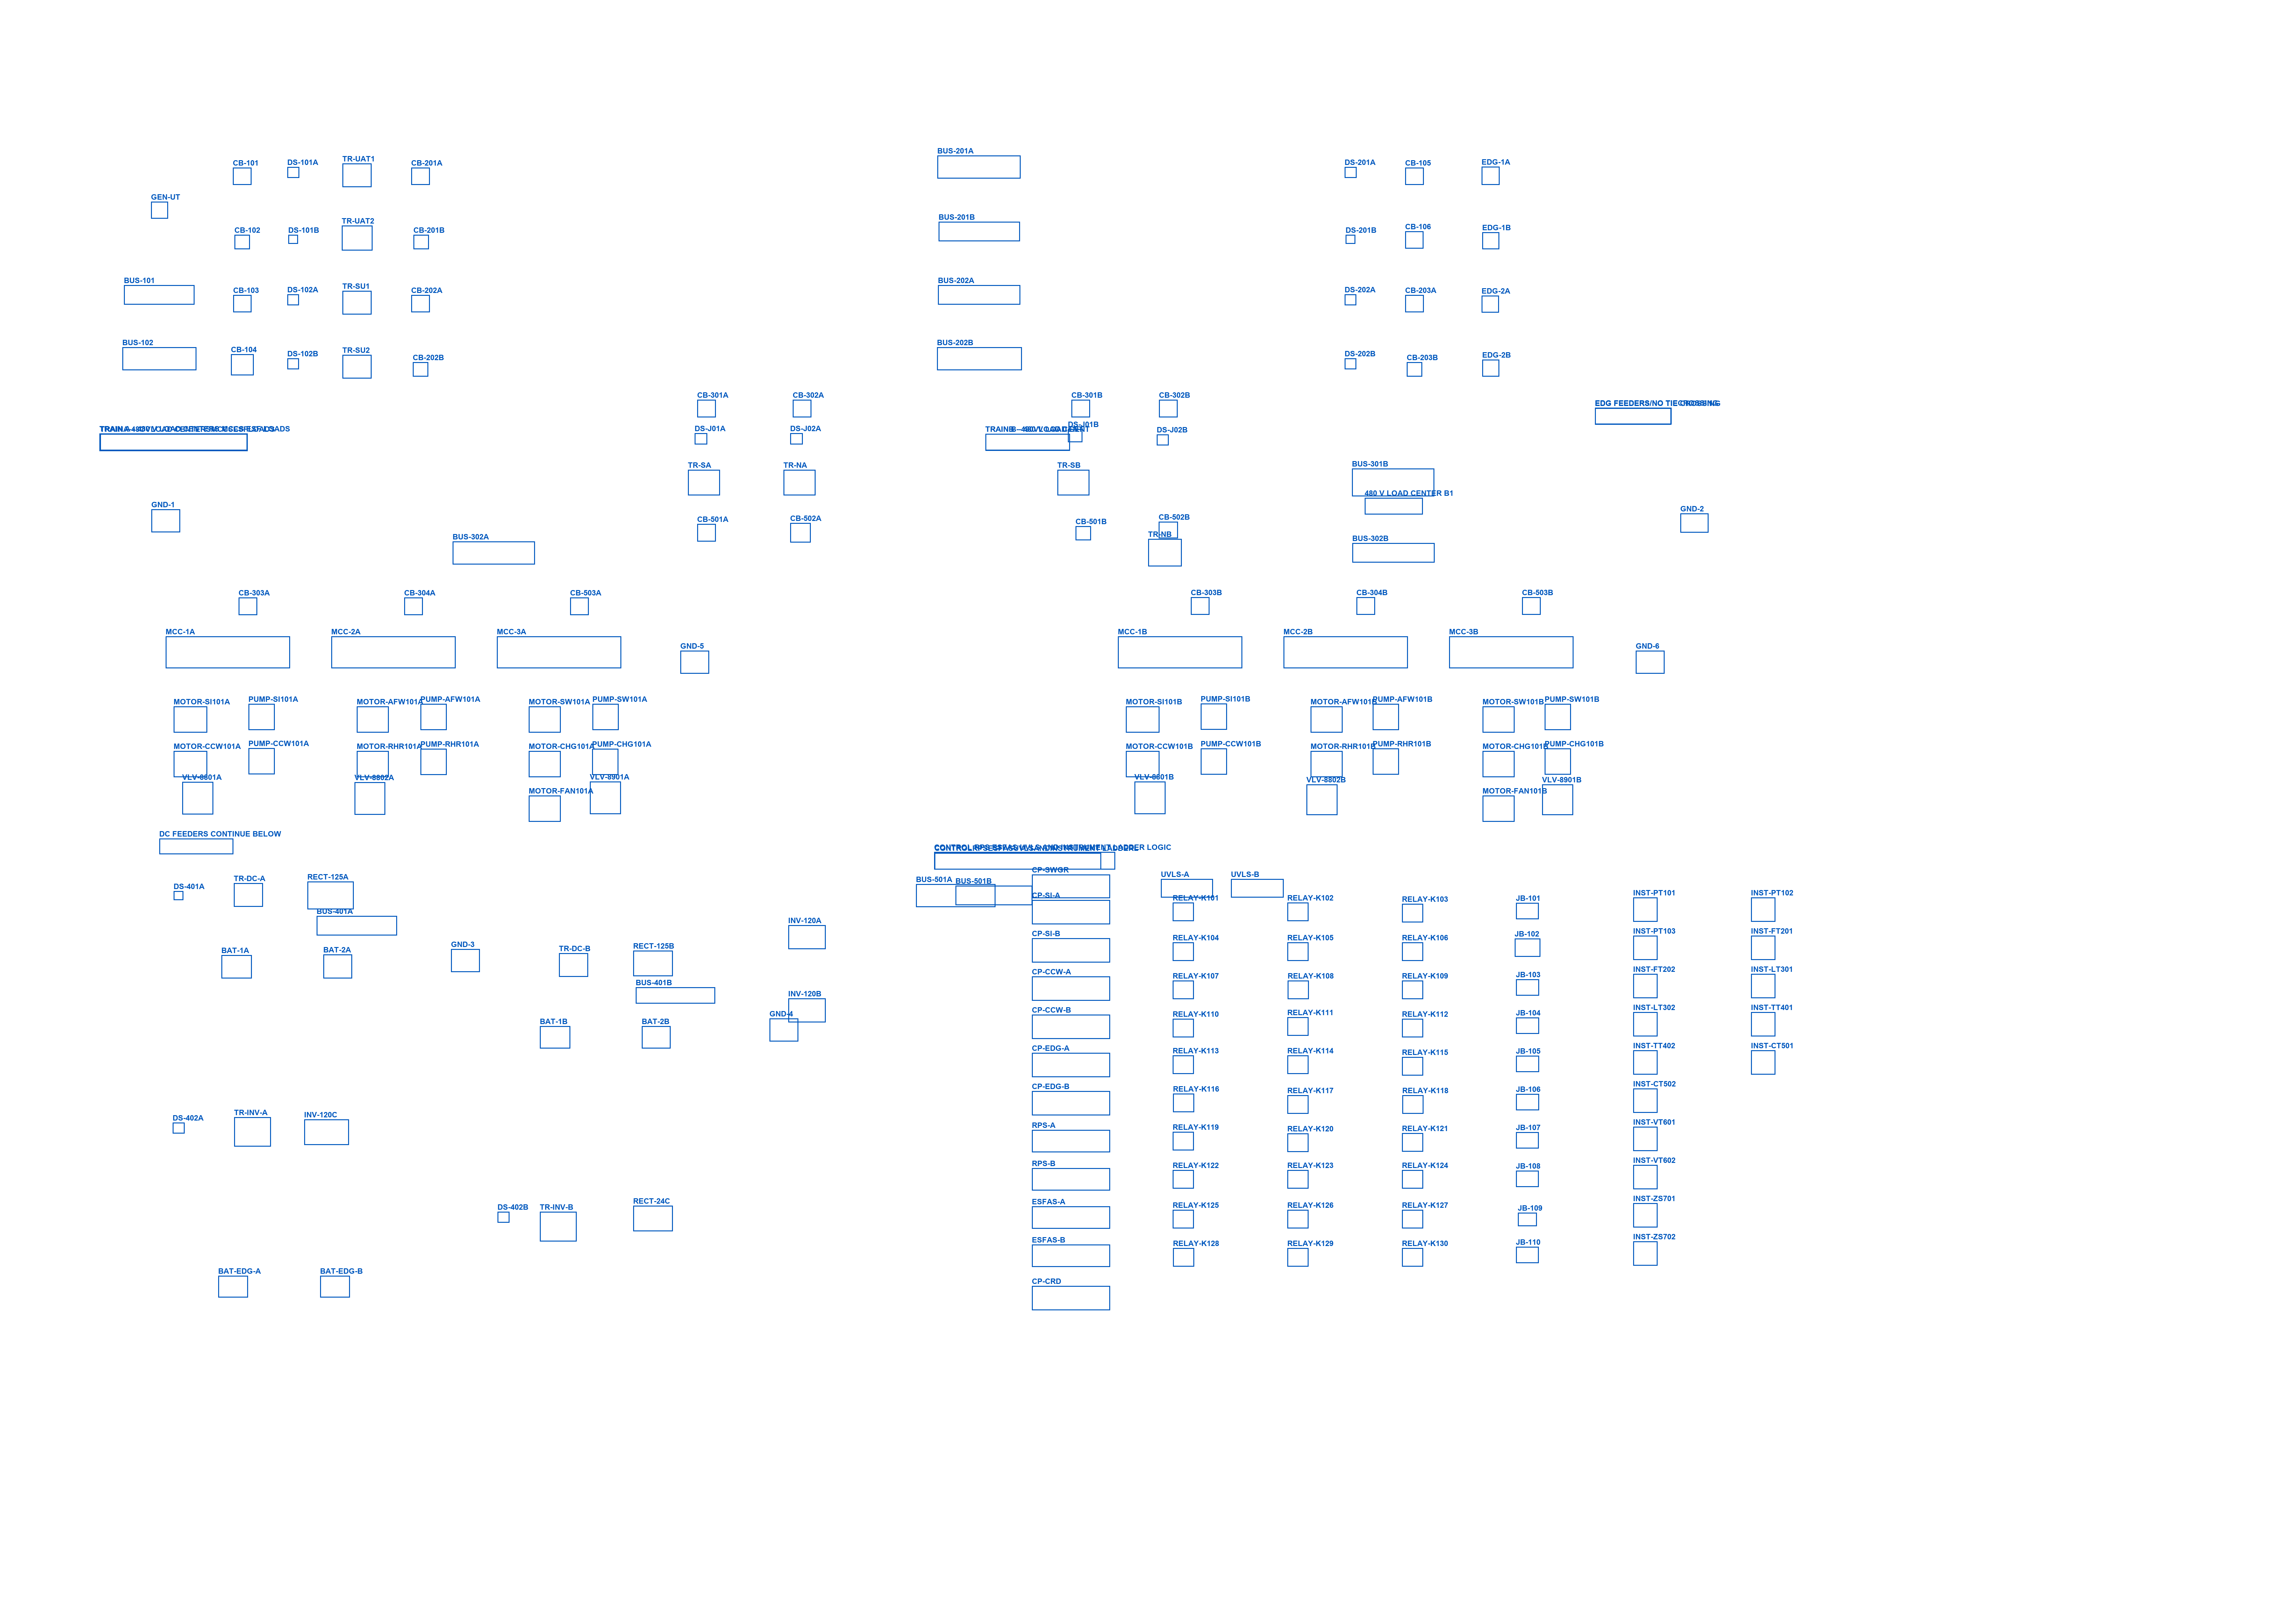 BUS-201A
CB-101 DS-101A TR-UAT1 CB-201A DS-201A CB-105 EDG-1A
GEN-UT
BUS-201B
CB-102 DS-101B TR-UAT2 CB-201B DS-201B CB-106 EDG-1B
BUS-101 BUS-202A
CB-103 DS-102A TR-SU1 CB-202A DS-202A CB-203A EDG-2A
BUS-102 BUS-202B
CB-104 DS-102B TR-SU2 CB-202B DS-202B CB-203B EDG-2B
CB-301A CB-302A CB-301B CB-302B
EDG FEEDERS/NO TIE CROSSING
DS-J01A DS-J02A DS-J01B DS-J02B
TR-SA TR-NA TR-SB BUS-301B
480 V LOAD CENTER B1
GND-1 GND-2
CB-501A CB-502A CB-501B CB-502B
BUS-302A TR-NB BUS-302B
CB-303A CB-304A CB-503A CB-303B CB-304B CB-503B
MCC-1A MCC-2A MCC-3A MCC-1B MCC-2B MCC-3B
GND-5 GND-6
MOTOR-SI101A PUMP-SI101A MOTOR-AFW101A PUMP-AFW101A MOTOR-SW101A PUMP-SW101A MOTOR-SI101B PUMP-SI101B MOTOR-AFW101B PUMP-AFW101B MOTOR-SW101B PUMP-SW101B
MOTOR-CCW101A PUMP-CCW101A MOTOR-RHR101A PUMP-RHR101A MOTOR-CHG101A PUMP-CHG101A MOTOR-CCW101B PUMP-CCW101B MOTOR-RHR101B PUMP-RHR101B MOTOR-CHG101B PUMP-CHG101B
VLV-8801A VLV-8802A VLV-8901A VLV-8801B VLV-8802B VLV-8901B
MOTOR-FAN101A MOTOR-FAN101B
DC FEEDERS CONTINUE BELOW
CP-SWGR
DS-401A TR-DC-A RECT-125A BUS-501A BUS-501B UVLS-A UVLS-B
CP-SI-A RELAY-K101 RELAY-K102 RELAY-K103 JB-101 INST-PT101 INST-PT102
BUS-401A INV-120A
CP-SI-B RELAY-K104 RELAY-K105 RELAY-K106 JB-102 INST-PT103 INST-FT201
BAT-1A BAT-2A GND-3 TR-DC-B RECT-125B
CP-CCW-A RELAY-K107 RELAY-K108 RELAY-K109 JB-103 INST-FT202 INST-LT301
BUS-401B INV-120B
CP-CCW-B RELAY-K110 RELAY-K111 RELAY-K112 JB-104 INST-LT302 INST-TT401
BAT-1B BAT-2B GND-4
CP-EDG-A RELAY-K113 RELAY-K114 RELAY-K115 JB-105 INST-TT402 INST-CT501
CP-EDG-B RELAY-K116 RELAY-K117 RELAY-K118 JB-106 INST-CT502
DS-402A TR-INV-A INV-120C
RPS-A RELAY-K119 RELAY-K120 RELAY-K121 JB-107 INST-VT601
RPS-B RELAY-K122 RELAY-K123 RELAY-K124 JB-108 INST-VT602
DS-402B TR-INV-B RECT-24C
ESFAS-A RELAY-K125 RELAY-K126 RELAY-K127 JB-109 INST-ZS701
ESFAS-B RELAY-K128 RELAY-K129 RELAY-K130 JB-110 INST-ZS702
BAT-EDG-A BAT-EDG-B
CP-CRD